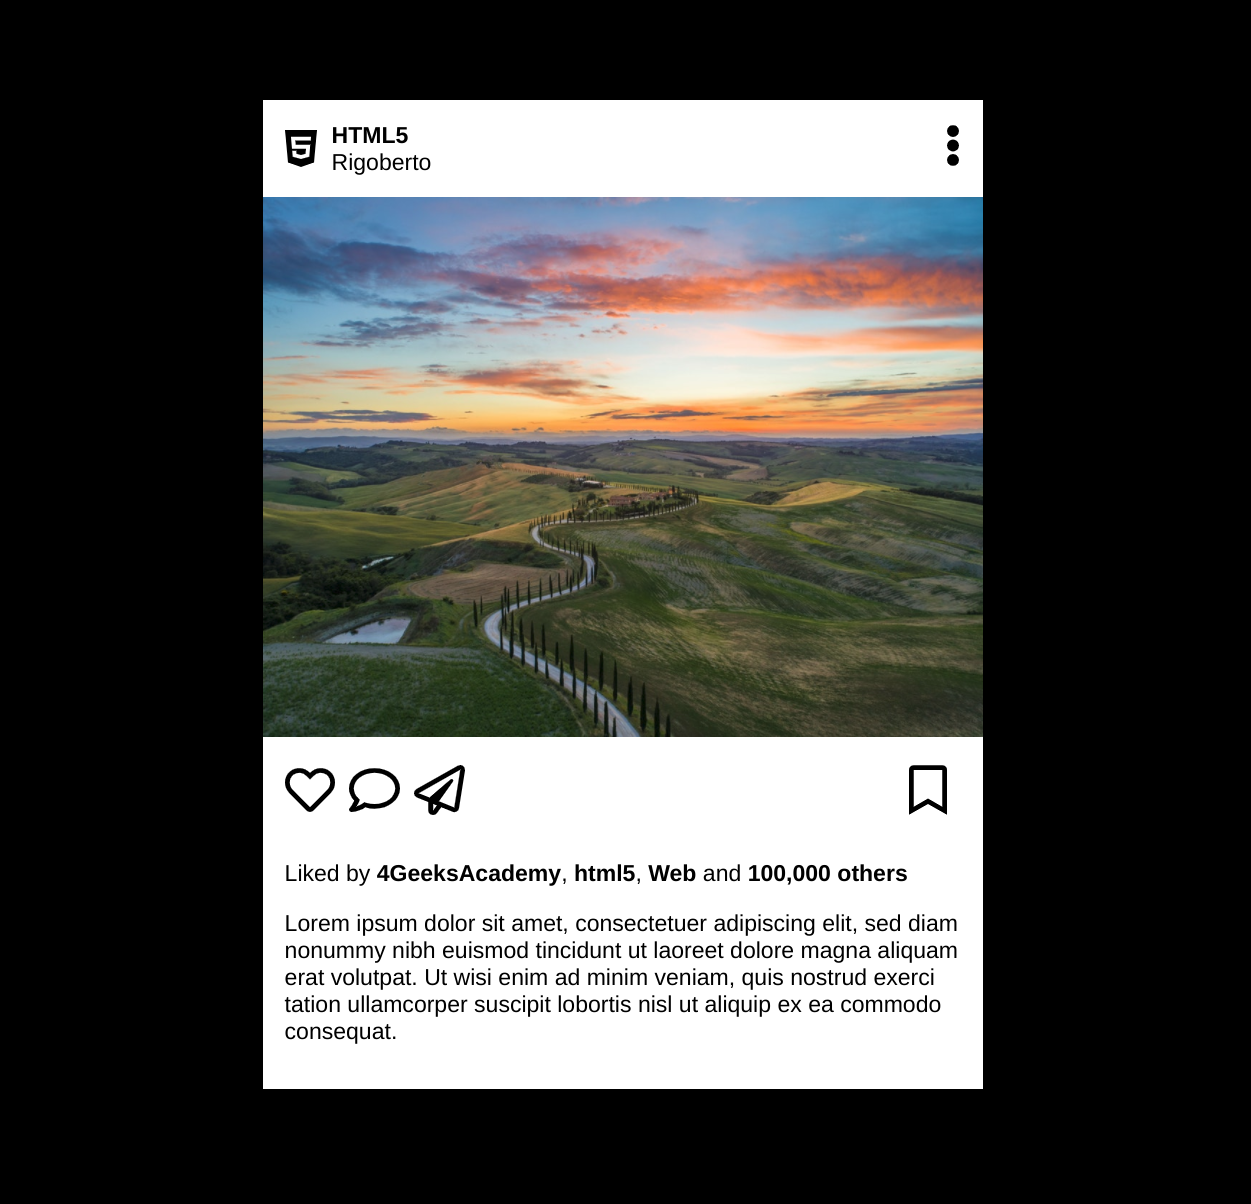 HTML5
Rigoberto
Liked by 4GeeksAcademy, html5, Web and 100,000 others
Lorem ipsum dolor sit amet, consectetuer adipiscing elit, sed diam
nonummy nibh euismod tincidunt ut laoreet dolore magna aliquam
erat volutpat. Ut wisi enim ad minim veniam, quis nostrud exerci
tation ullamcorper suscipit lobortis nisl ut aliquip ex ea commodo
consequat.